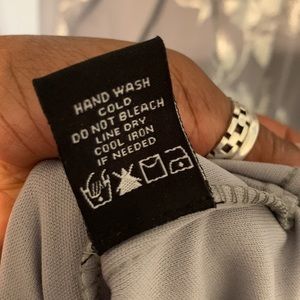 HAND WASH
COLD
DO NOT BLEACH
LINE DRY
COOL IRON
IF NEEDED